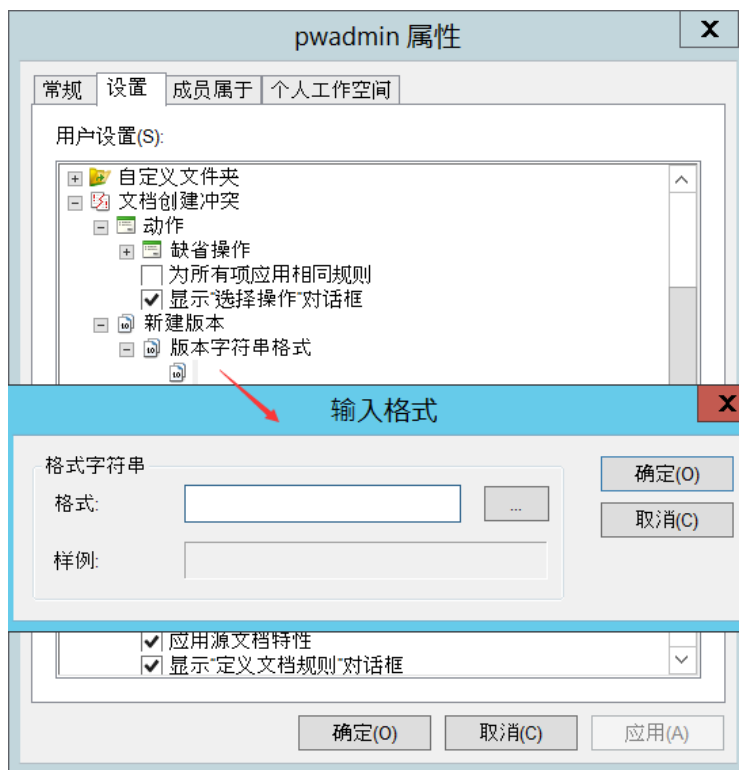 pwadmin 属性
X
常规 设置 成员属于 个人工作空间
用户设置(S):
自定义文件夹
文档创建冲突
动作
缺省操作
为所有项应用相同规则
显示"选择操作"对话框
新建版本
版本字符串格式
输入格式
X
格式字符串
格式:
...
样例:
确定(O)
取消(C)
应用源文档特性
显示"定义文档规则"对话框
确定(O) 取消(C) 应用(A)